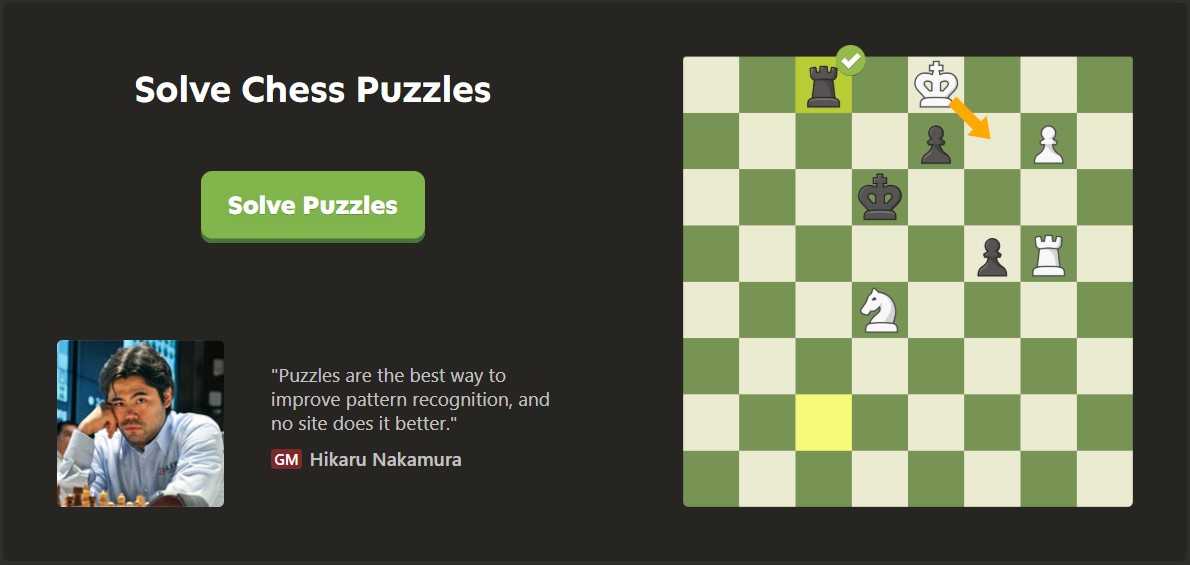 Solve Chess Puzzles
Solve Puzzles
"Puzzles are the best way to
improve pattern recognition, and
no site does it better."
GM Hikaru Nakamura